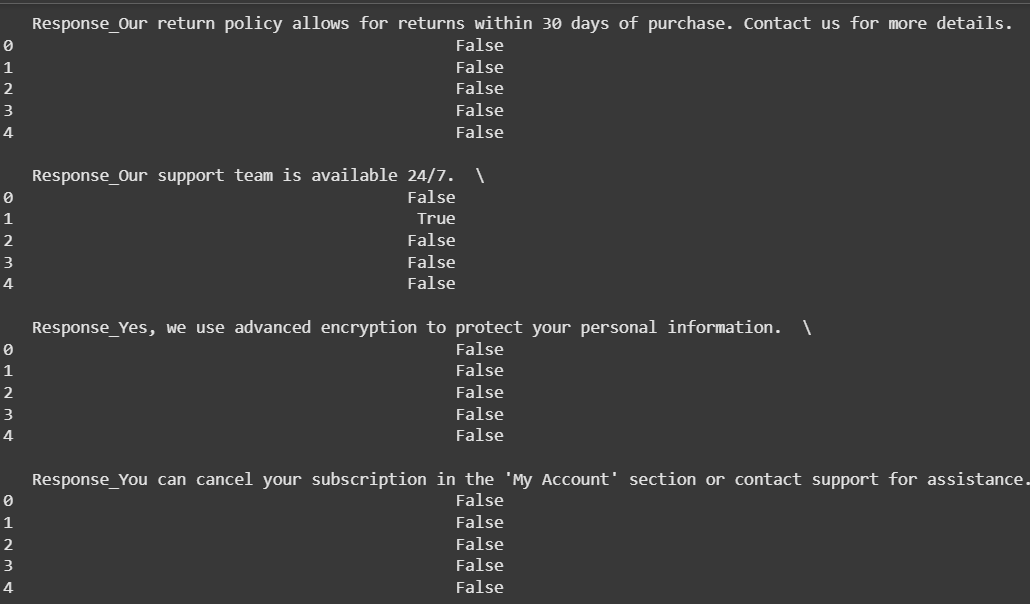 Response_Our return policy allows for returns within 30 days of purchase. Contact us for more details.
0 False
1 False
2 False
3 False
4 False
Response_Our support team is available 24/7. \
0 False
1 True
2 False
3 False
4 False
Response_Yes, we use advanced encryption to protect your personal information. \
0 False
1 False
2 False
3 False
4 False
Response_You can cancel your subscription in the 'My Account' section or contact support for assistance.
0 False
1 False
2 False
3 False
4 False